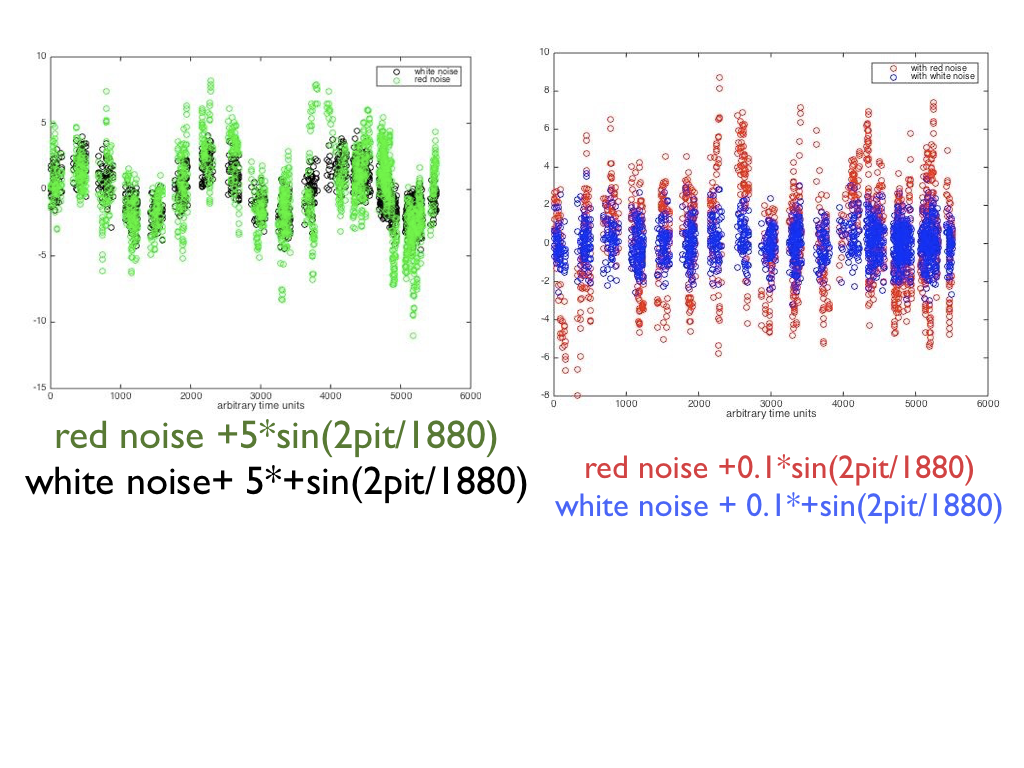 10
5
0
-5
-10
-15
0 1000 2000 3000 4000 5000 6000
arbitrary time units
white noise
red noise
10
8
6
4
2
0
-2
-4
-6
-8
0 1000 2000 3000 4000 5000 6000
arbitrary time units
with red noise
with white noise
red noise +5*sin(2pit/1880)
white noise+ 5*+sin(2pit/1880)
red noise +0.1*sin(2pit/1880)
white noise + 0.1*+sin(2pit/1880)